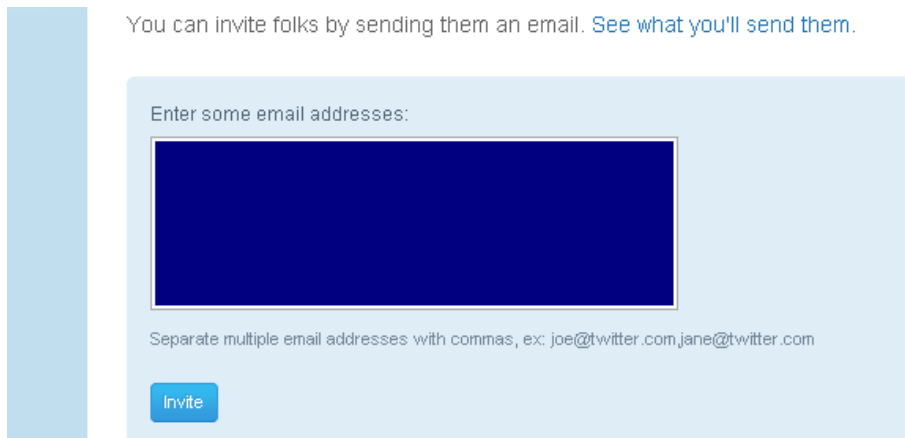 You can invite folks by sending them an email. See what you'll send them.
Enter some email addresses:
Separate multiple email addresses with commas, ex: joe@twitter.com,jane@twitter.com
Invite